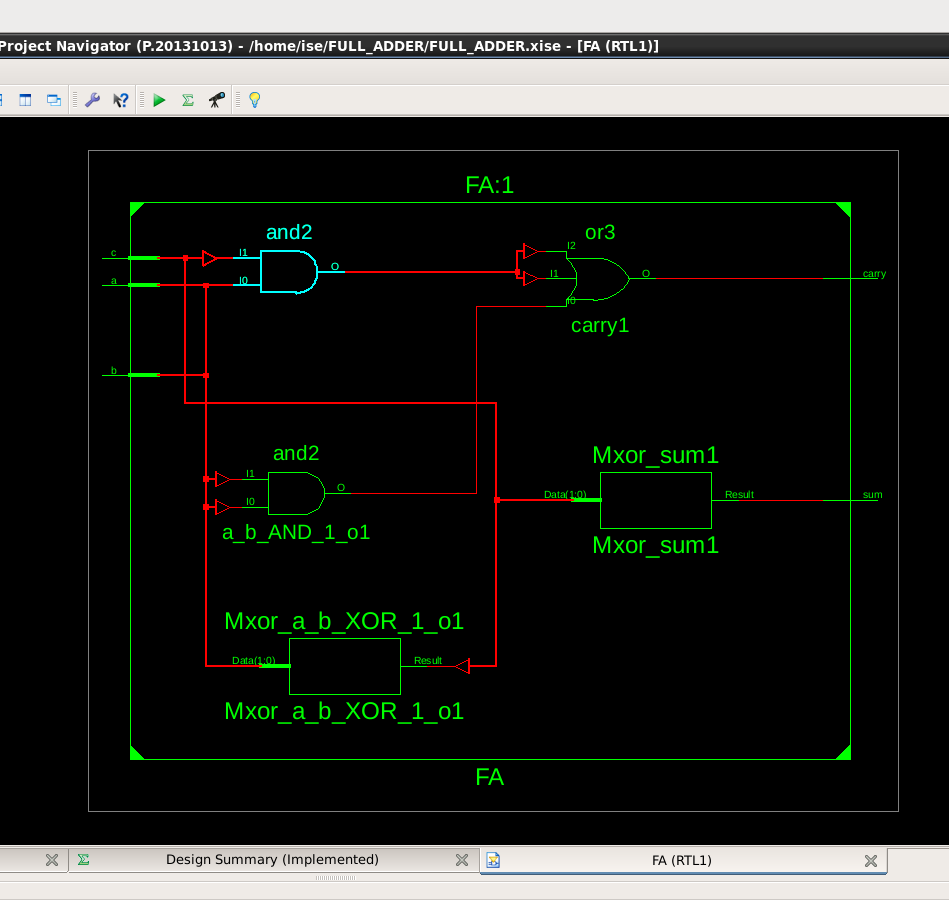 Project Navigator (P.20131013) - /home/ise/FULL_ADDER/FULL_ADDER.xise - [FA (RTL1)]
FA:1
and2
or3
c
I1
I2
O
I1
O
carry
a
I0
I0
carry1
b
and2
Mxor_sum1
I1
O
Data(1:0)
Result
sum
I0
a_b_AND_1_o1
Mxor_sum1
Mxor_a_b_XOR_1_o1
Data(1:0)
Result
Mxor_a_b_XOR_1_o1
FA
Design Summary (Implemented)
FA (RTL1)